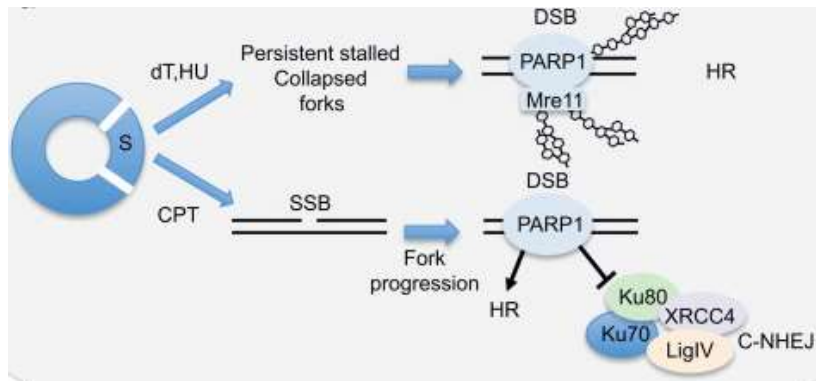 DSB
dT,HU
Persistent stalled
Collapsed
forks
PARP1
HR
Mre11
S
DSB
CPT
SSB
PARP1
Fork
progression
HR
Ku80
XRCC4
Ku70
LigIV
C-NHEJ